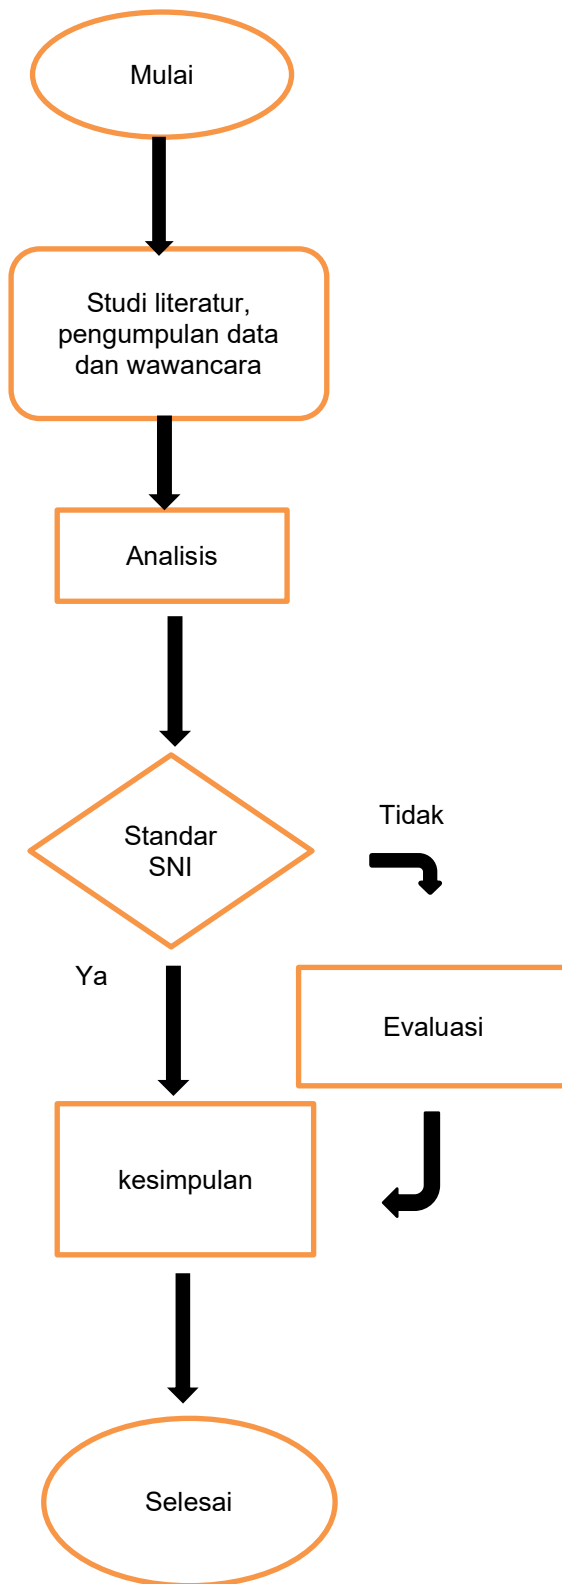 Mulai
Studi literatur,
pengumpulan data
dan wawancara
Analisis
Standar
SNI
Tidak
Ya
Evaluasi
kesimpulan
Selesai